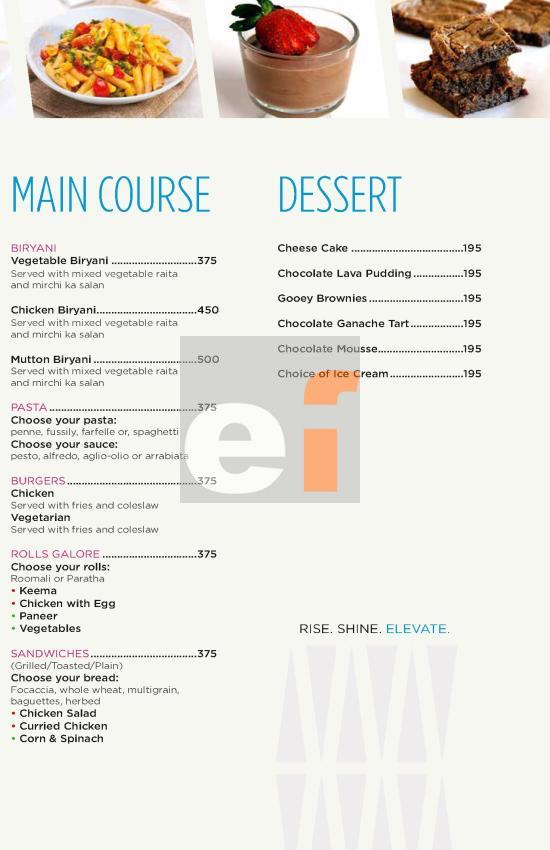 MAIN COURSE
BIRYANI
Vegetable Biryani ..............................375
Served with mixed vegetable raita
and mirchi ka salan
Chicken Biryani..................................450
Served with mixed vegetable raita
and mirchi ka salan
Mutton Biryani ...................................500
Served with mixed vegetable raita
and mirchi ka salan
PASTA ..................................................375
Choose your pasta:
penne, fussily, farfelle or, spaghetti
Choose your sauce:
pesto, alfredo, aglio-olio or arrabiata
BURGERS............................................375
Chicken
Served with fries and coleslaw
Vegetarian
Served with fries and coleslaw
ROLLS GALORE ................................375
Choose your rolls:
Roomali or Paratha
• Keema
• Chicken with Egg
• Paneer
• Vegetables
SANDWICHES....................................375
(Grilled/Toasted/Plain)
Choose your bread:
Focaccia, whole wheat, multigrain,
baguettes, herbed
• Chicken Salad
• Curried Chicken
• Corn & Spinach
DESSERT
Cheese Cake ......................................195
Chocolate Lava Pudding.................195
Gooey Brownies................................195
Chocolate Ganache Tart..................195
Chocolate Mousse.............................195
Choice of Ice Cream.........................195
ef
RISE. SHINE. ELEVATE.